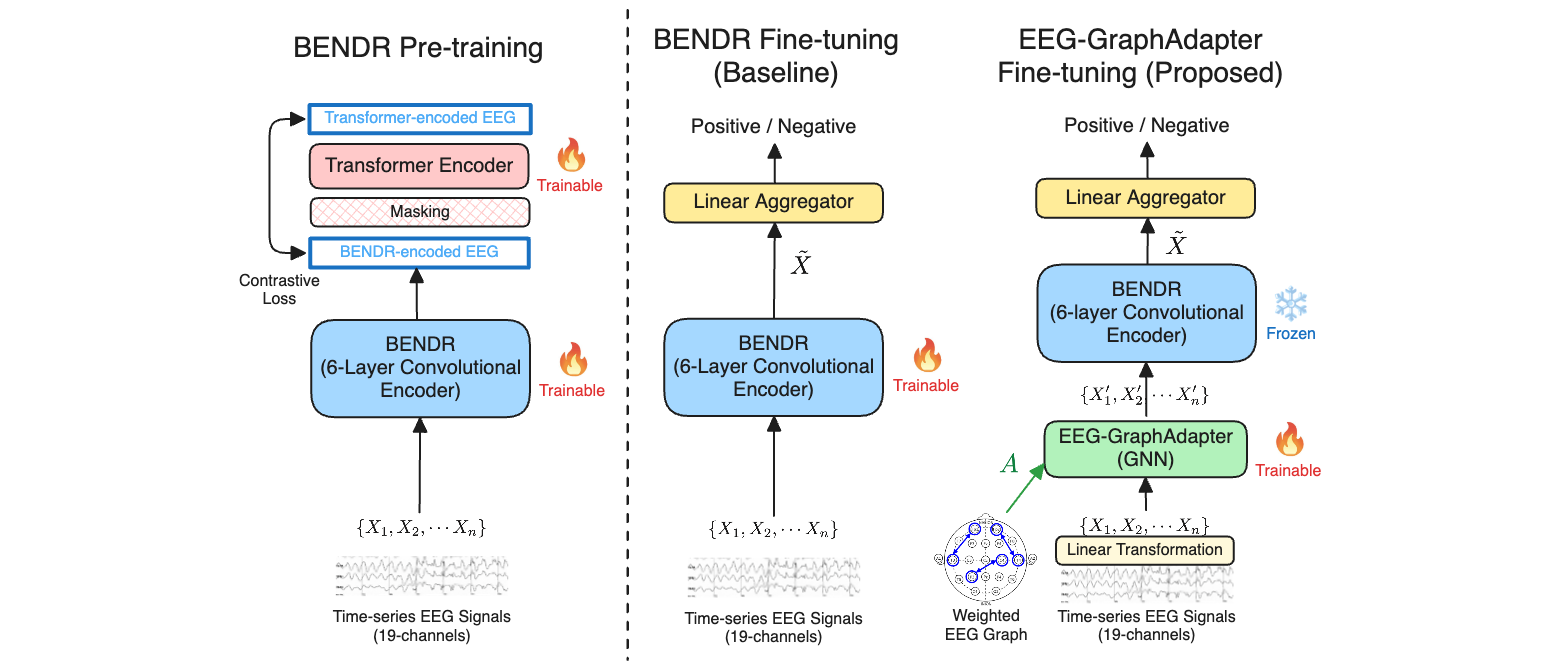 BENDR Pre-training
Transformer-encoded EEG
Transformer Encoder
Trainable
Masking
BENDR-encoded EEG
Contrastive
Loss
BENDR
(6-Layer Convolutional
Encoder)
Trainable
{X₁, X₂, ⋯ Xₙ}
Time-series EEG Signals
(19-channels)
BENDR Fine-tuning
(Baseline)
Positive / Negative
Linear Aggregator
X̃
BENDR
(6-Layer Convolutional
Encoder)
Trainable
{X₁, X₂, ⋯ Xₙ}
Time-series EEG Signals
(19-channels)
EEG-GraphAdapter
Fine-tuning (Proposed)
Positive / Negative
Linear Aggregator
X̃
BENDR
(6-layer Convolutional
Encoder)
Frozen
{X₁′, X₂′ ⋯ Xₙ′}
EEG-GraphAdapter
(GNN)
Trainable
A
{X₁, X₂, ⋯ Xₙ}
Linear Transformation
Weighted
EEG Graph
Time-series EEG Signals
(19-channels)